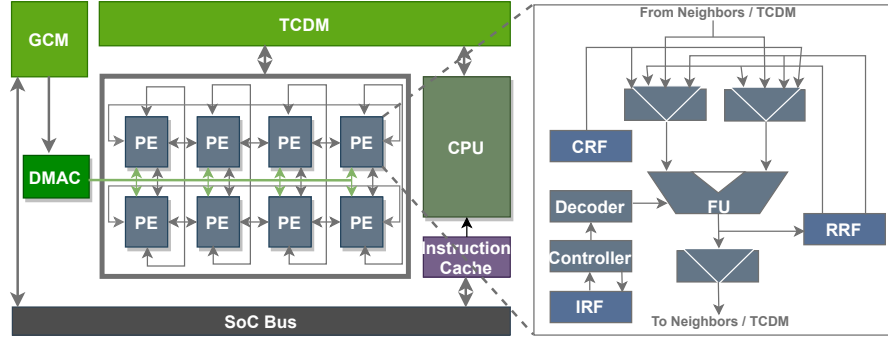 GCM
TCDM
PE
PE
PE
PE
DMAC
PE
PE
PE
PE
CPU
Instruction
Cache
SoC Bus
From Neighbors / TCDM
CRF
FU
Decoder
RRF
Controller
IRF
To Neighbors / TCDM